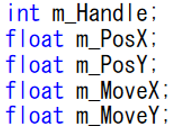 int m_Handle;
float m_PosX;
float m_PosY;
float m_MoveX;
float m_MoveY;